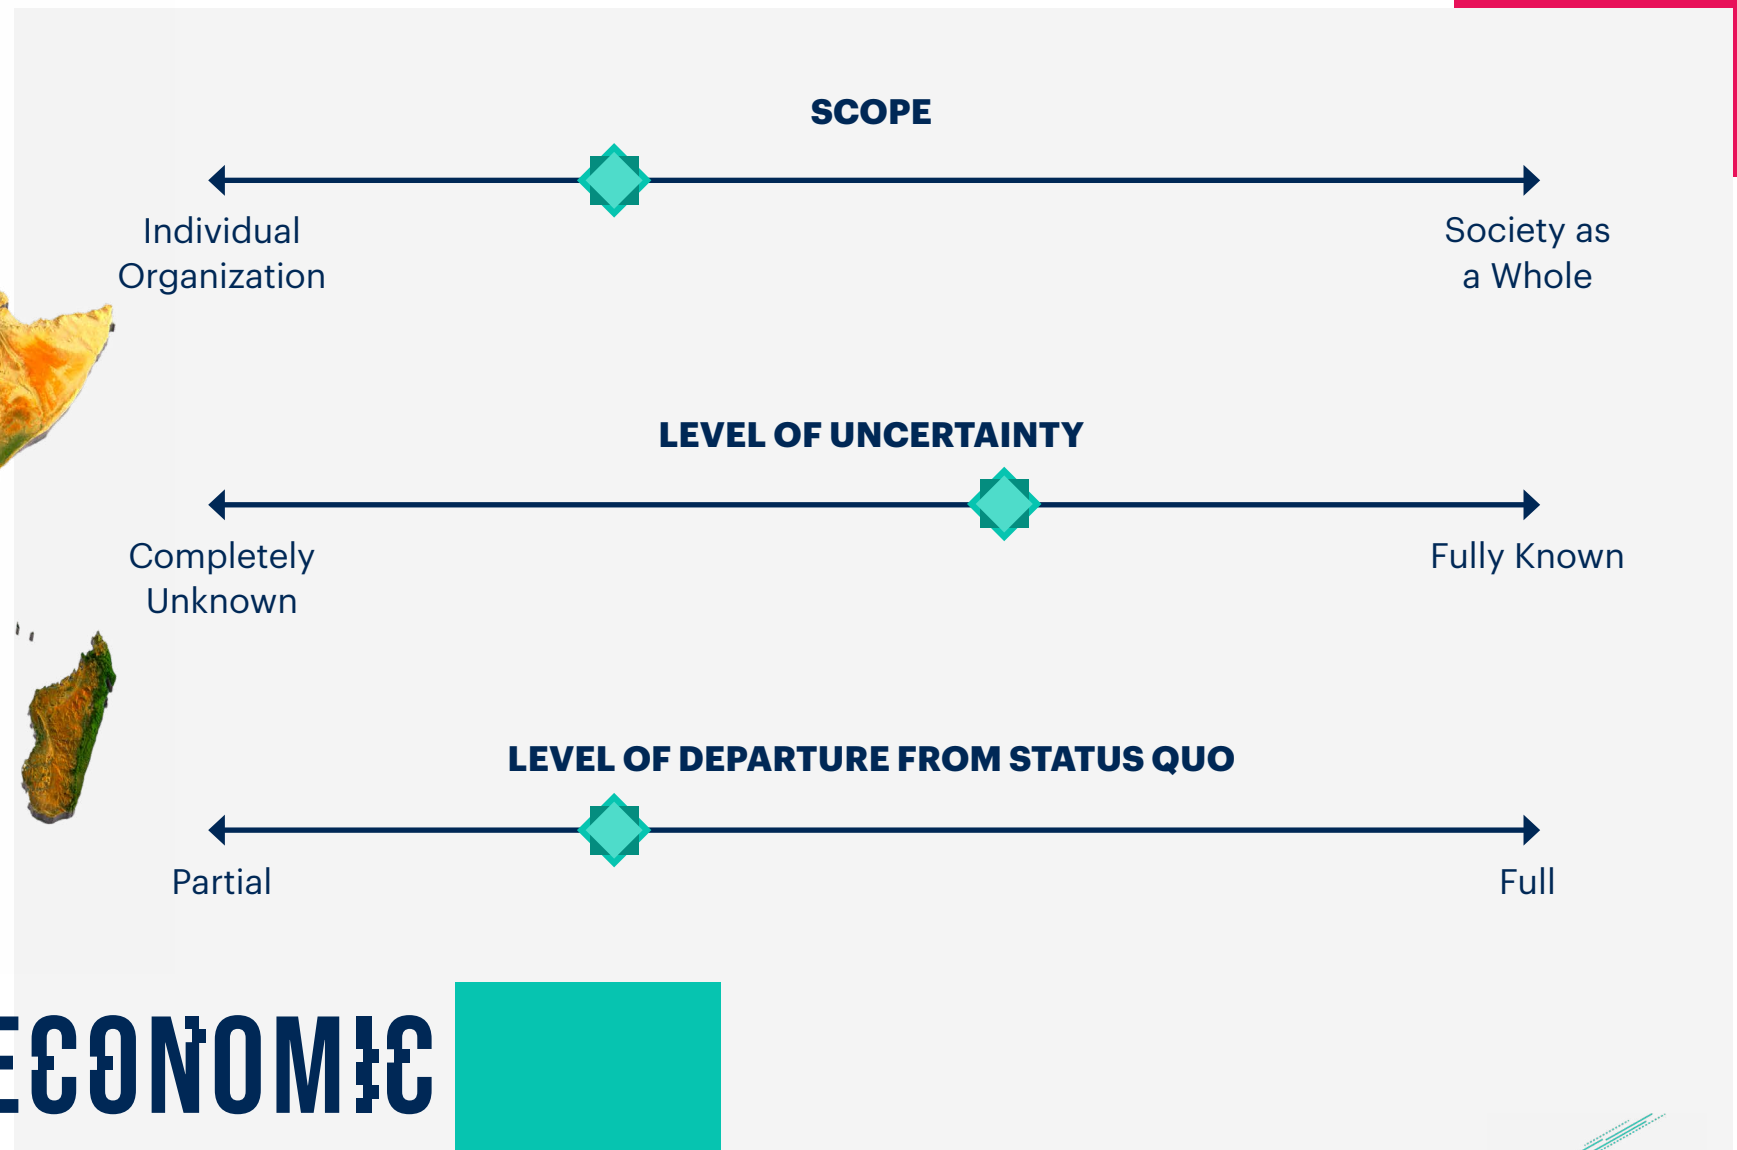 SCOPE
Individual
Organization
Society as
a Whole
LEVEL OF UNCERTAINTY
Completely
Unknown
Fully Known
LEVEL OF DEPARTURE FROM STATUS QUO
Partial
Full
ECONOMIC